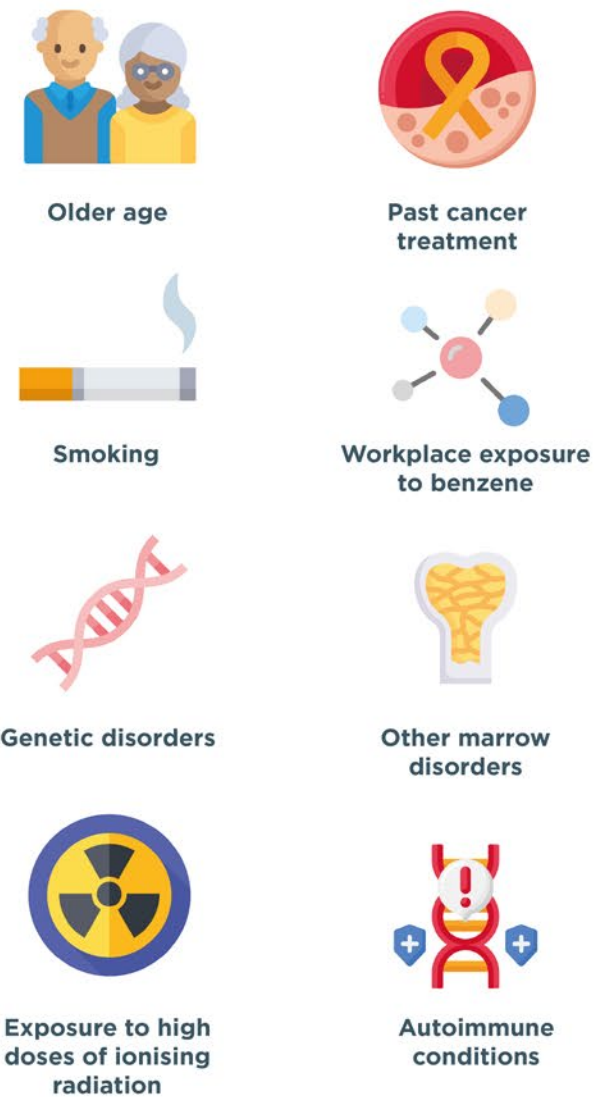 Older age
Past cancer
treatment
Smoking
Workplace exposure
to benzene
Genetic disorders
Other marrow
disorders
Exposure to high
doses of ionising
radiation
Autoimmune
conditions